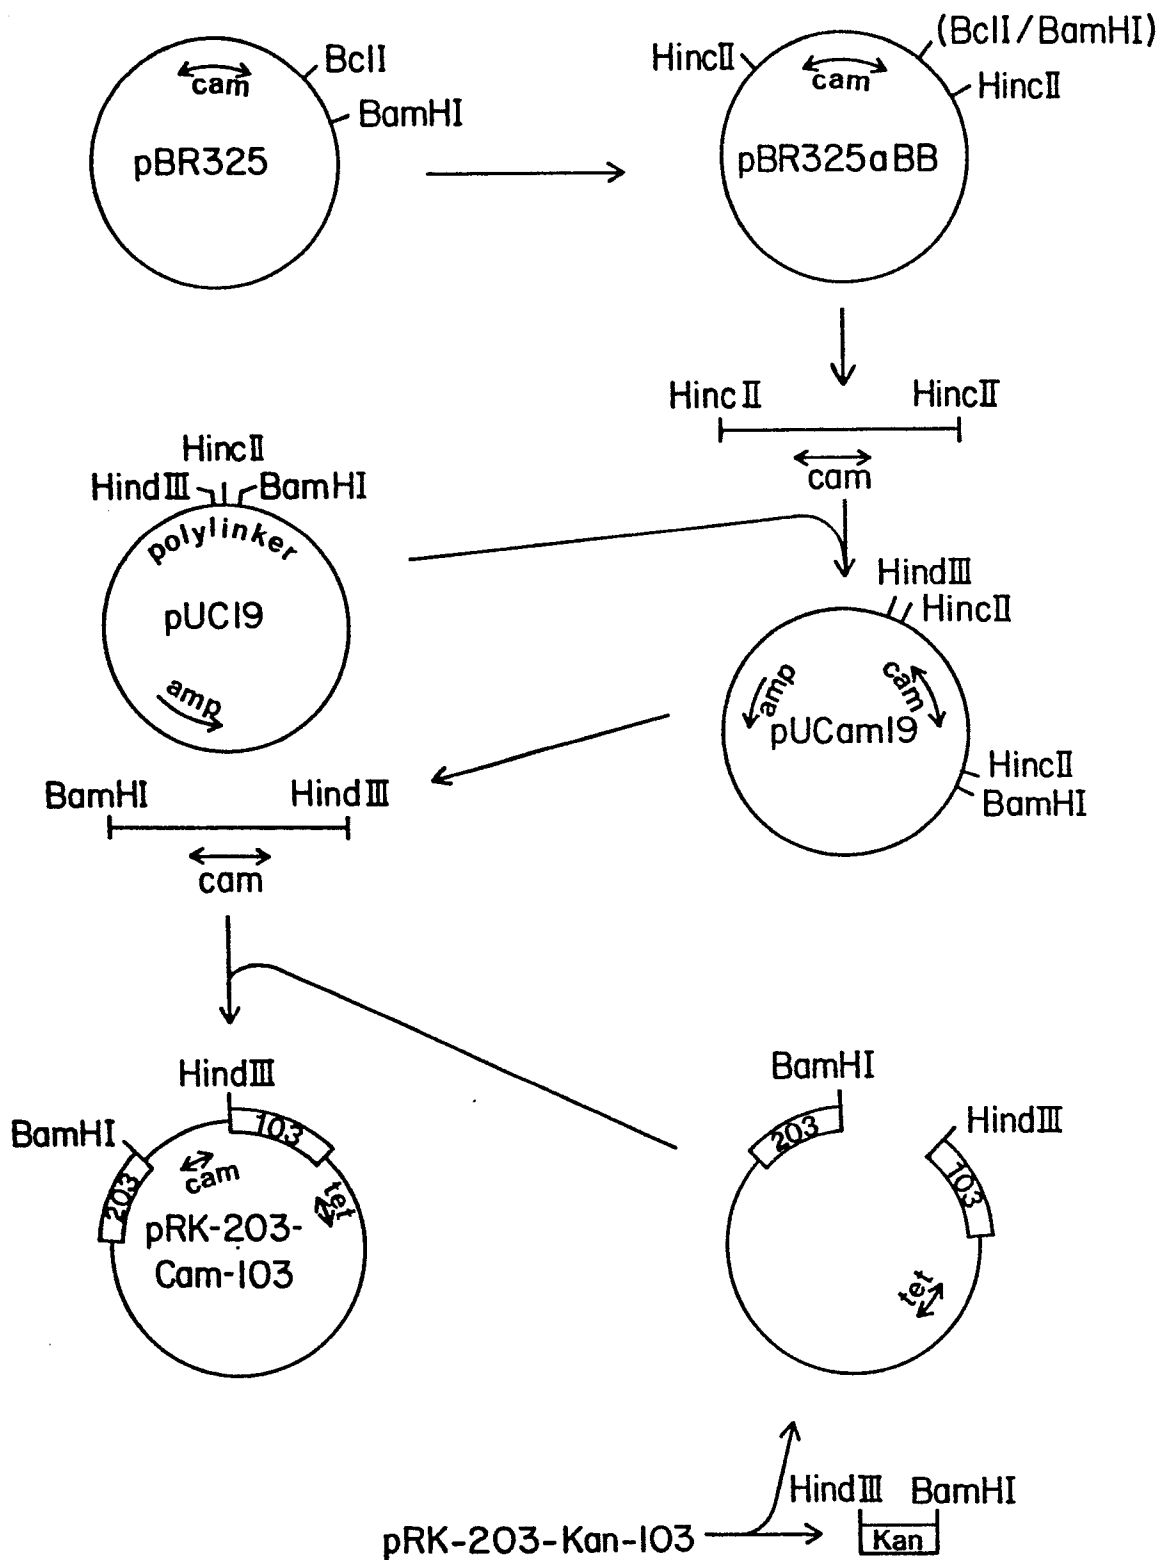 BclI
BamHI
cam
pBR325
(BclI/BamHI)
HincII
HincII
cam
pBR325aBB
HincII HincII
cam
HincII
HindIII BamHI
polylinker
pUC19
amp
HindIII
HincII
amp
cam
pUCam19
HincII
BamHI
BamHI HindIII
cam
HindIII
BamHI
103
203
cam
tet
pRK-203-
Cam-103
BamHI
HindIII
203
103
tet
HindIII BamHI
pRK-203-Kan-103
Kan